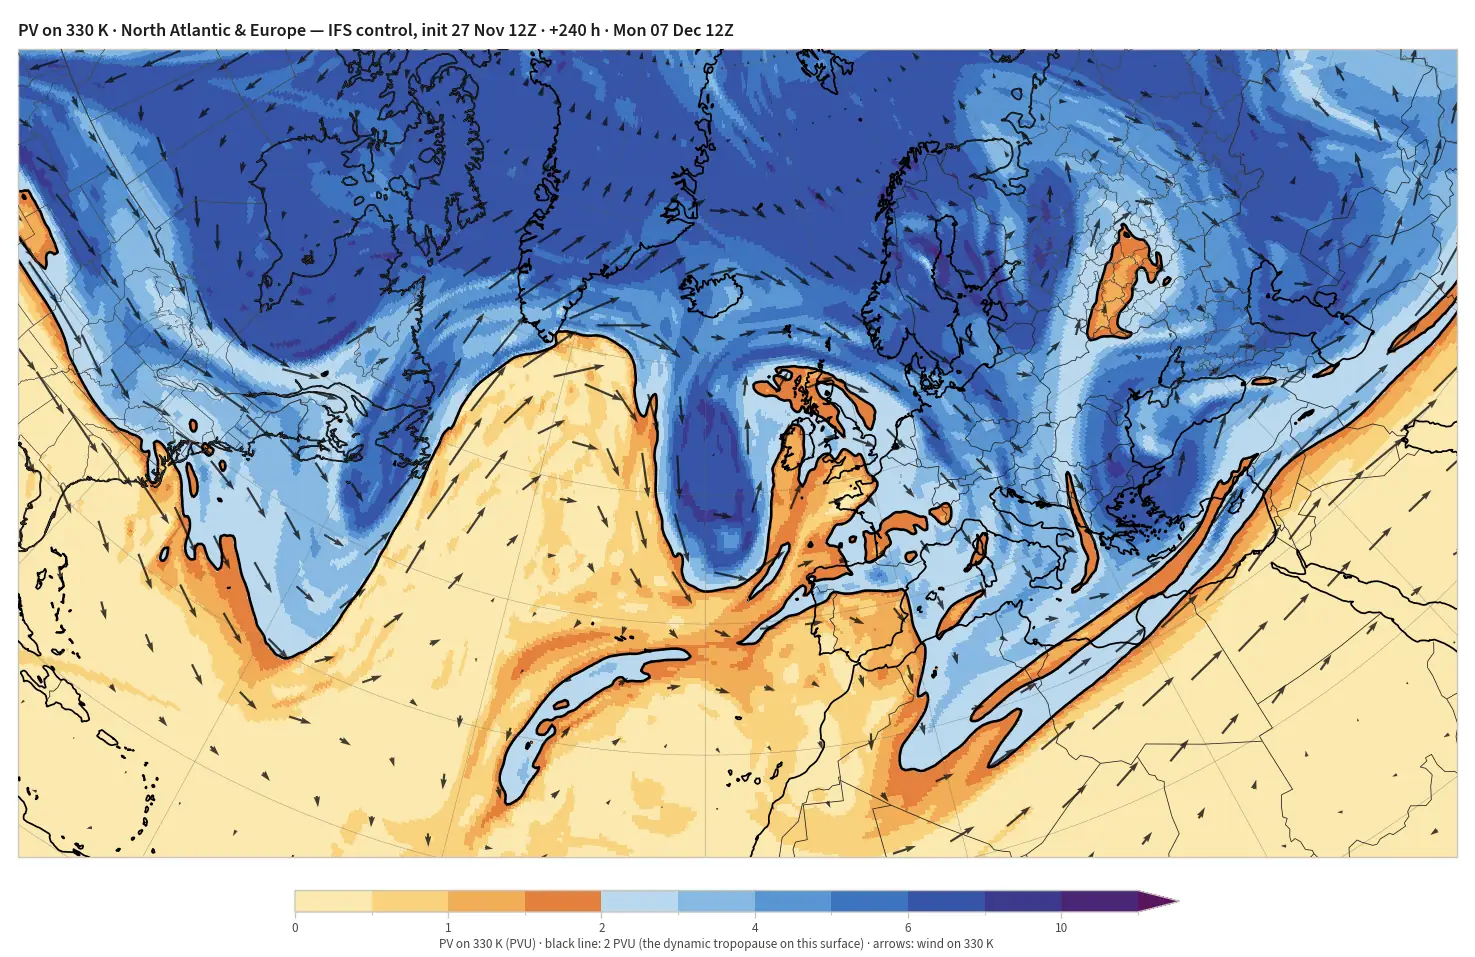 PV on 330 K · North Atlantic & Europe — IFS control, init 27 Nov 12Z · +240 h · Mon 07 Dec 12Z
0 1 2 4 6 10
PV on 330 K (PVU) · black line: 2 PVU (the dynamic tropopause on this surface) · arrows: wind on 330 K